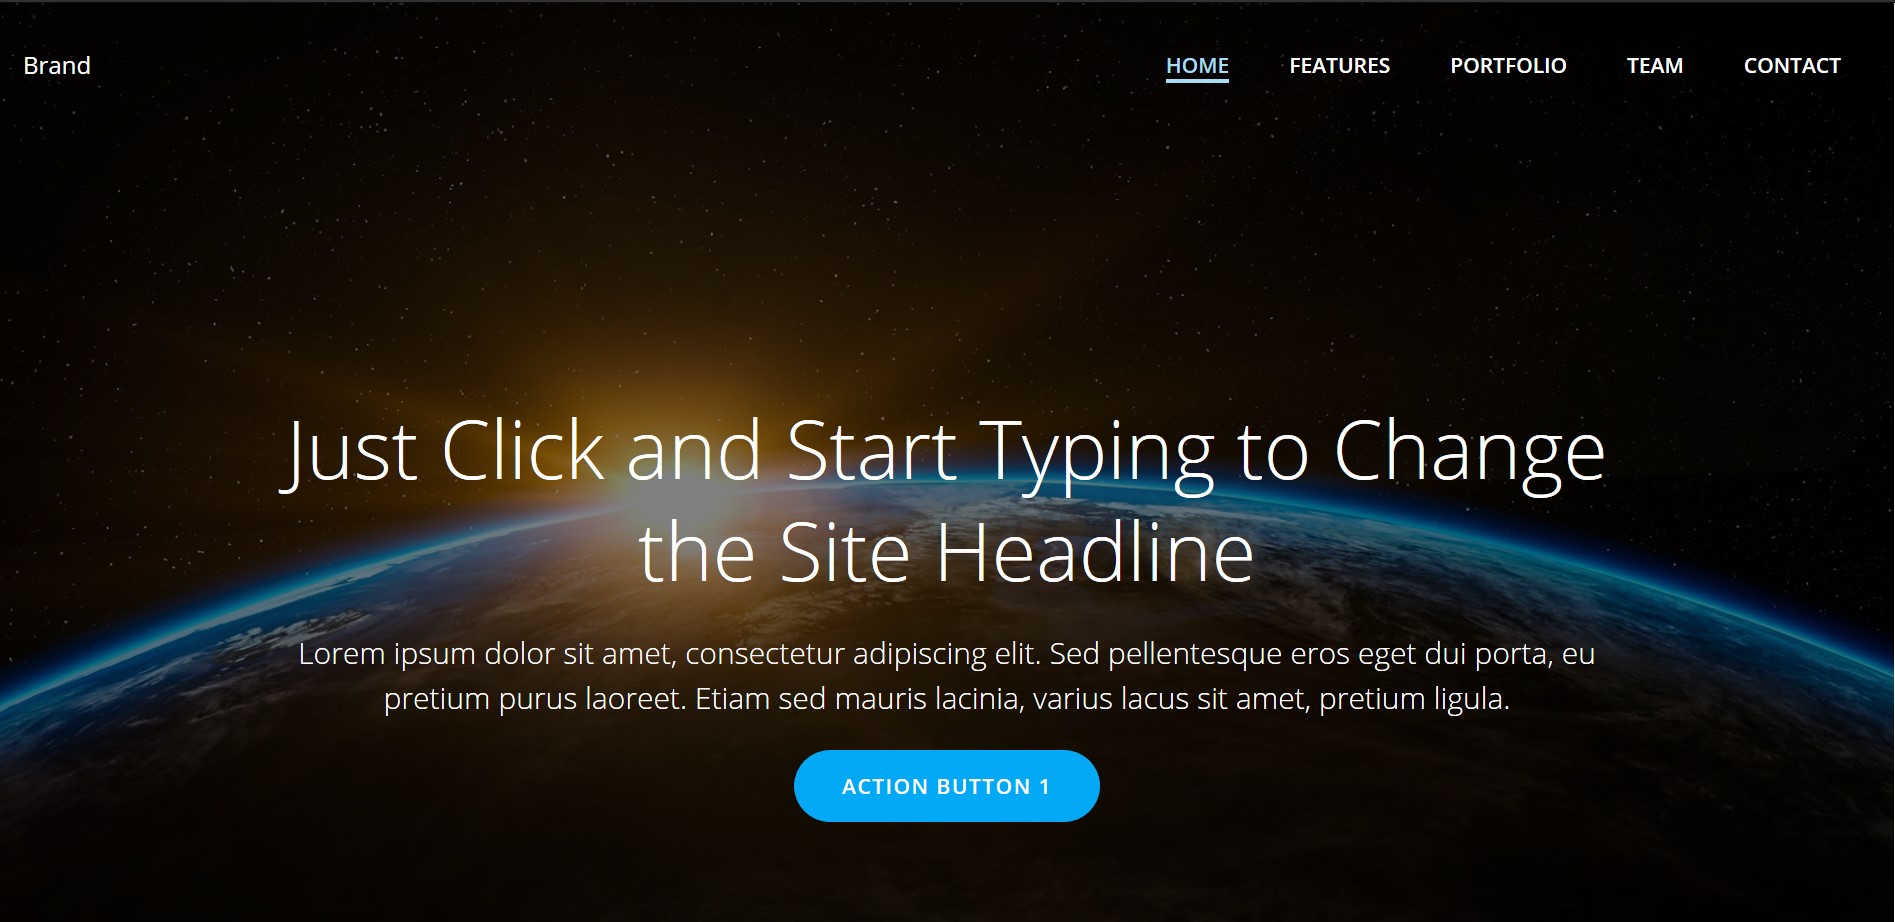 Brand
HOME FEATURES PORTFOLIO TEAM CONTACT
Just Click and Start Typing to Change
the Site Headline
Lorem ipsum dolor sit amet, consectetur adipiscing elit. Sed pellentesque eros eget dui porta, eu
pretium purus laoreet. Etiam sed mauris lacinia, varius lacus sit amet, pretium ligula.
ACTION BUTTON 1